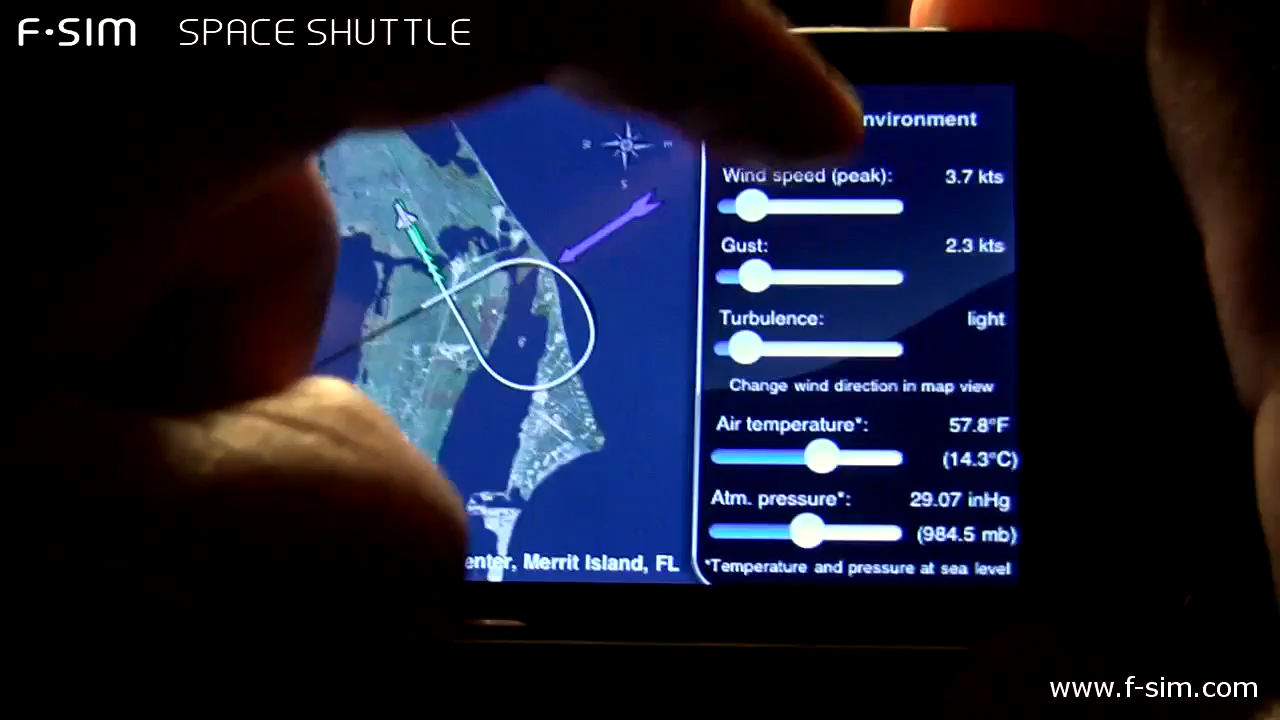 F-SIM SPACE SHUTTLE
nvironment
Wind speed (peak): 3.7 kts
Gust: 2.3 kts
Turbulence: light
Change wind direction in map view
Air temperature*: 57.8°F
(14.3°C)
Atm. pressure*: 29.07 inHg
(984.5 mb)
*Temperature and pressure at sea level
W E
S
enter, Merrit Island, FL
www.f-sim.com